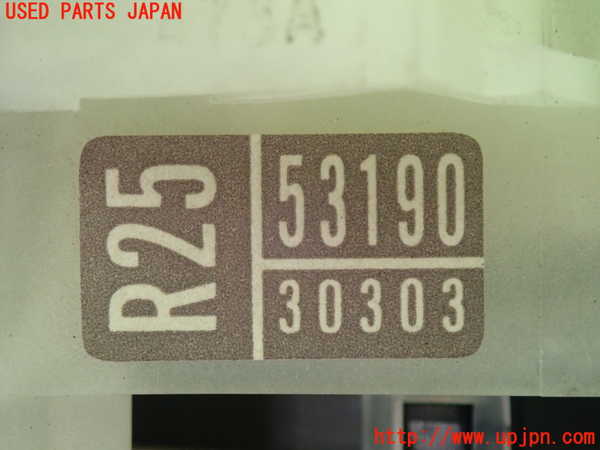 USED PARTS JAPAN
R25
53190
30303
http://www.upjpn.com/